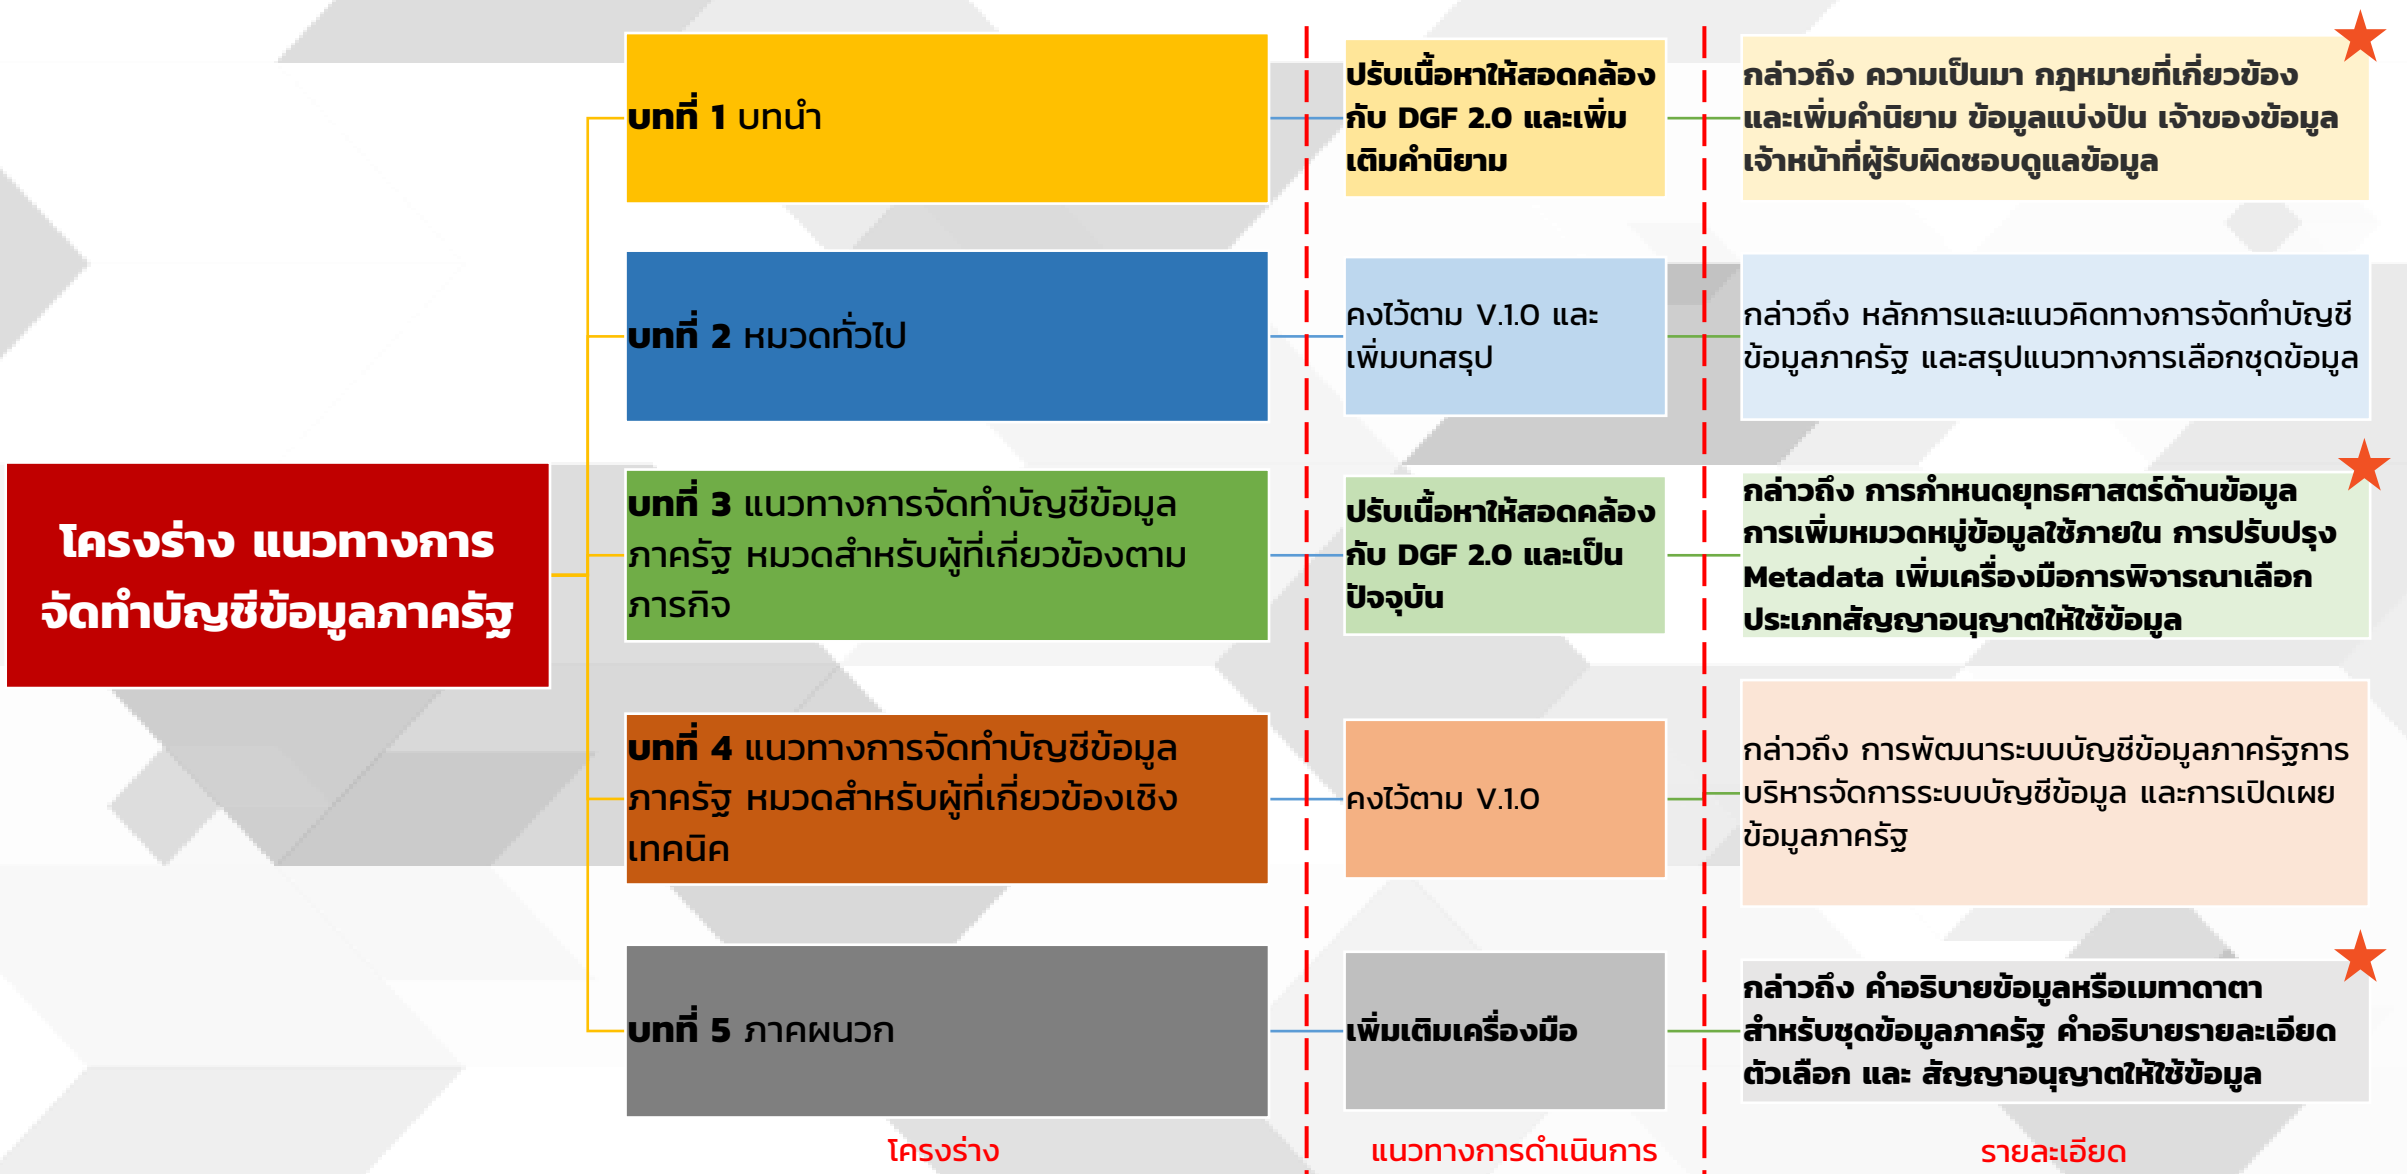 โครงร่าง แนวทางการ
จัดทำบัญชีข้อมูลภาครัฐ
บทที่ 1 บทนำ
ปรับเนื้อหาให้สอดคล้อง
กับ DGF 2.0 และเพิ่ม
เติมคำนิยาม
กล่าวถึง ความเป็นมา กฎหมายที่เกี่ยวข้อง
และเพิ่มคำนิยาม ข้อมูลแบ่งปัน เจ้าของข้อมูล
เจ้าหน้าที่ผู้รับผิดชอบดูแลข้อมูล
บทที่ 2 หมวดทั่วไป
คงไว้ตาม V.1.0 และ
เพิ่มบทสรุป
กล่าวถึง หลักการและแนวคิดทางการจัดทำบัญชี
ข้อมูลภาครัฐ และสรุปแนวทางการเลือกชุดข้อมูล
บทที่ 3 แนวทางการจัดทำบัญชีข้อมูล
ภาครัฐ หมวดสำหรับผู้ที่เกี่ยวข้องตาม
ภารกิจ
ปรับเนื้อหาให้สอดคล้อง
กับ DGF 2.0 และเป็น
ปัจจุบัน
กล่าวถึง การกำหนดยุทธศาสตร์ด้านข้อมูล
การเพิ่มหมวดหมู่ข้อมูลใช้ภายใน การปรับปรุง
Metadata เพิ่มเครื่องมือการพิจารณาเลือก
ประเภทสัญญาอนุญาตให้ใช้ข้อมูล
บทที่ 4 แนวทางการจัดทำบัญชีข้อมูล
ภาครัฐ หมวดสำหรับผู้ที่เกี่ยวข้องเชิง
เทคนิค
คงไว้ตาม V.1.0
กล่าวถึง การพัฒนาระบบบัญชีข้อมูลภาครัฐการ
บริหารจัดการระบบบัญชีข้อมูล และการเปิดเผย
ข้อมูลภาครัฐ
บทที่ 5 ภาคผนวก
เพิ่มเติมเครื่องมือ
กล่าวถึง คำอธิบายข้อมูลหรือเมทาดาตา
สำหรับชุดข้อมูลภาครัฐ คำอธิบายรายละเอียด
ตัวเลือก และ สัญญาอนุญาตให้ใช้ข้อมูล
โครงร่าง
แนวทางการดำเนินการ
รายละเอียด